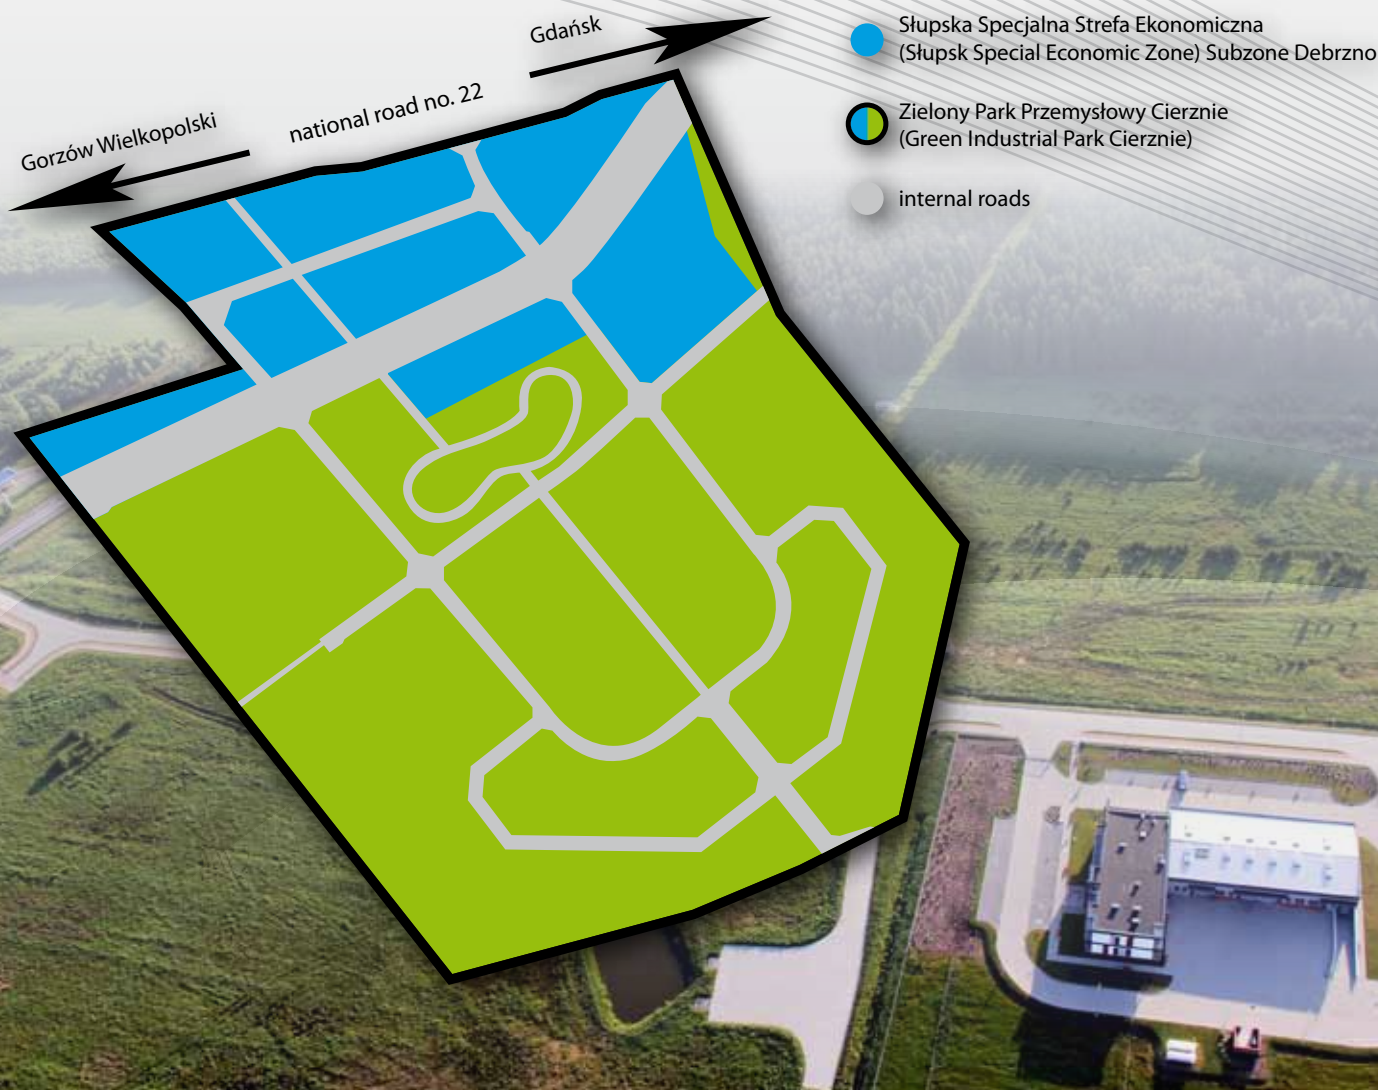 Gdańsk
national road no. 22
Gorzów Wielkopolski
Słupska Specjalna Strefa Ekonomiczna
(Słupsk Special Economic Zone) Subzone Debrzno
Zielony Park Przemysłowy Cierznie
(Green Industrial Park Cierznie)
internal roads